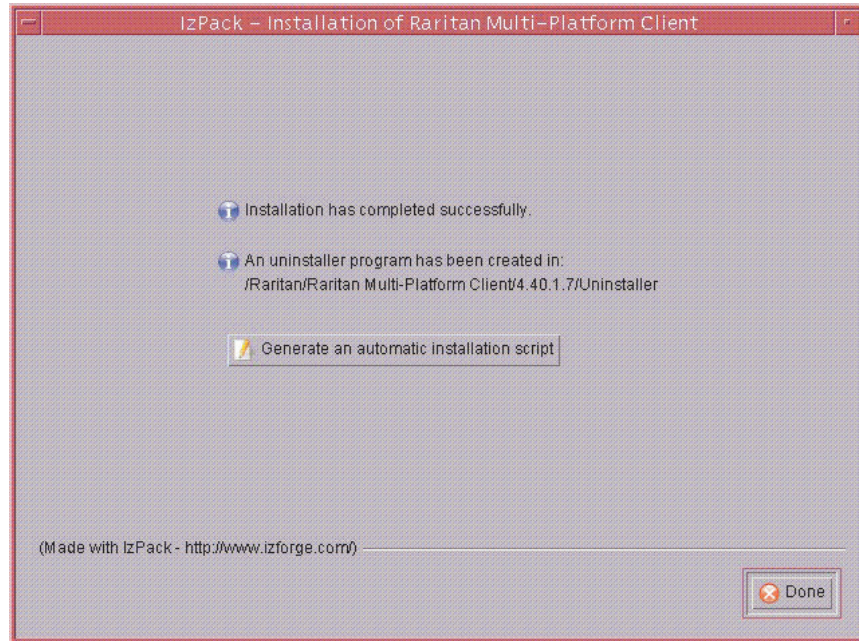 IzPack – Installation of Raritan Multi–Platform Client
Installation has completed successfully.
An uninstaller program has been created in:
/Raritan/Raritan Multi-Platform Client/4.40.1.7/Uninstaller
Generate an automatic installation script
(Made with IzPack - http://www.izforge.com/)
Done